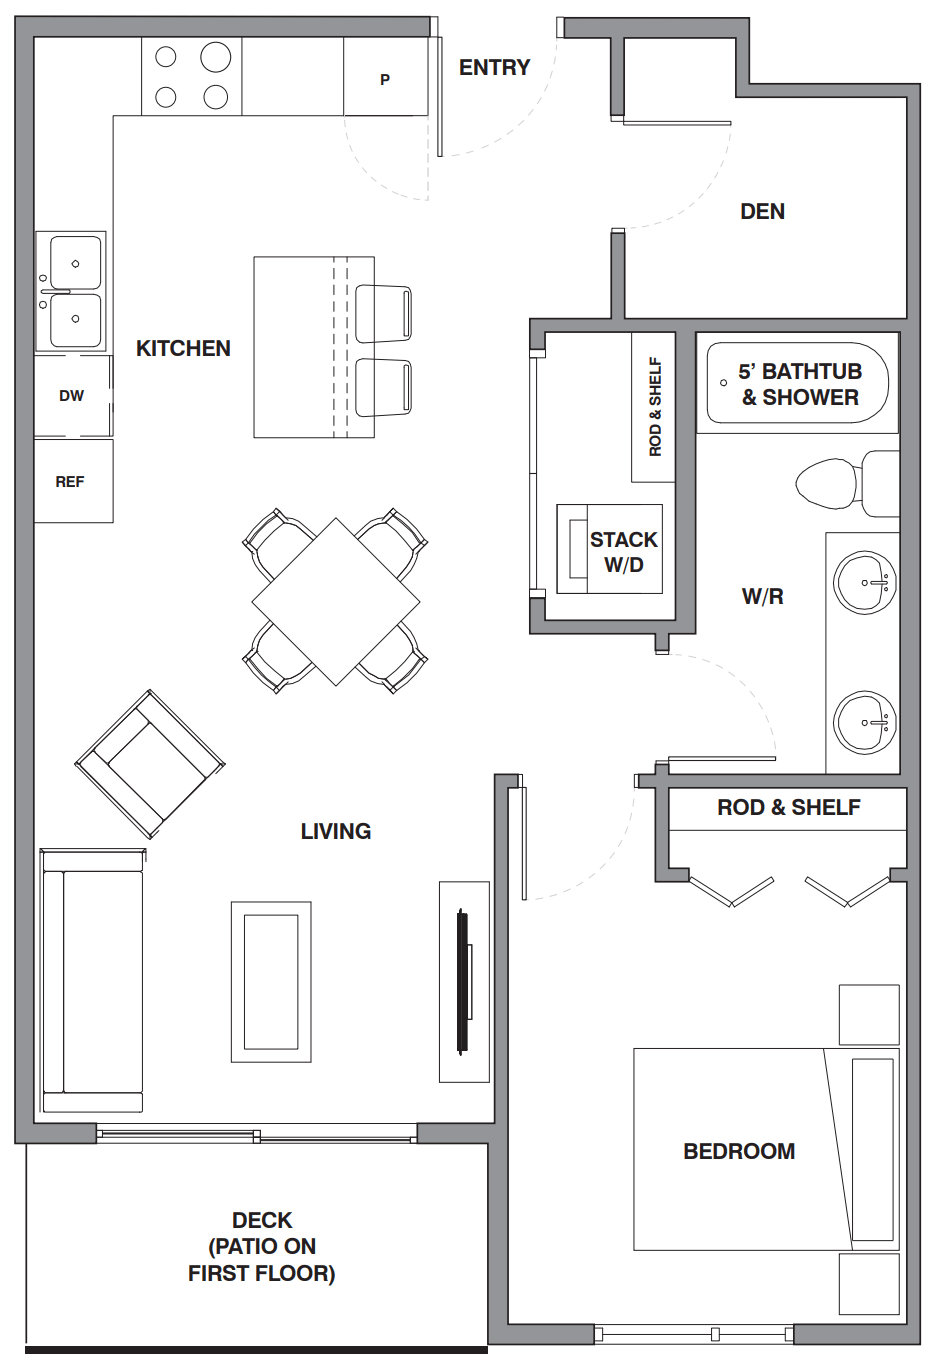 ENTRY
P
DEN
KITCHEN
ROD & SHELF
5’ BATHTUB
& SHOWER
DW
REF
STACK
W/D
W/R
ROD & SHELF
LIVING
BEDROOM
DECK
(PATIO ON
FIRST FLOOR)